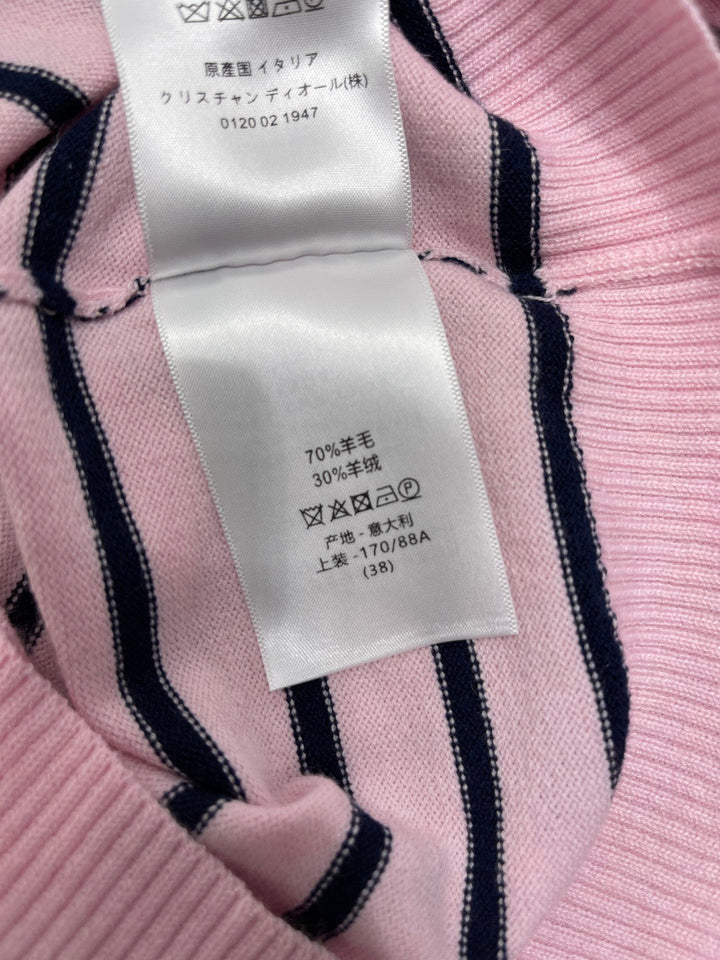 原産国 イタリア
クリスチャン ディオール(株)
0120 02 1947
70%羊毛
30%羊绒
产地 - 意大利
上装 -170/88A
(38)